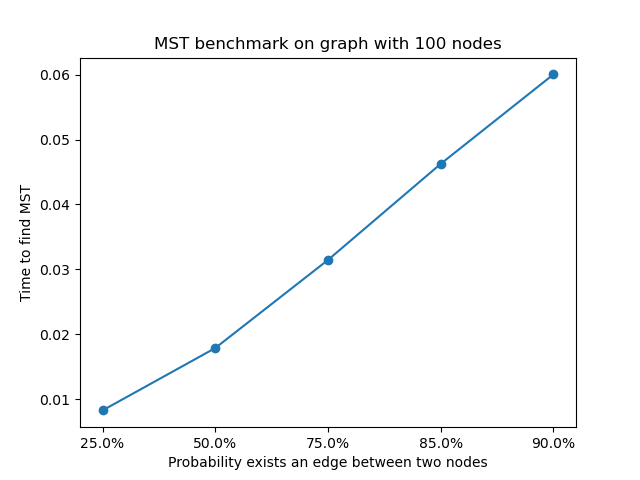 MST benchmark on graph with 100 nodes
0.06
0.05
0.04
0.03
0.02
0.01
Time to find MST
25.0% 50.0% 75.0% 85.0% 90.0%
Probability exists an edge between two nodes